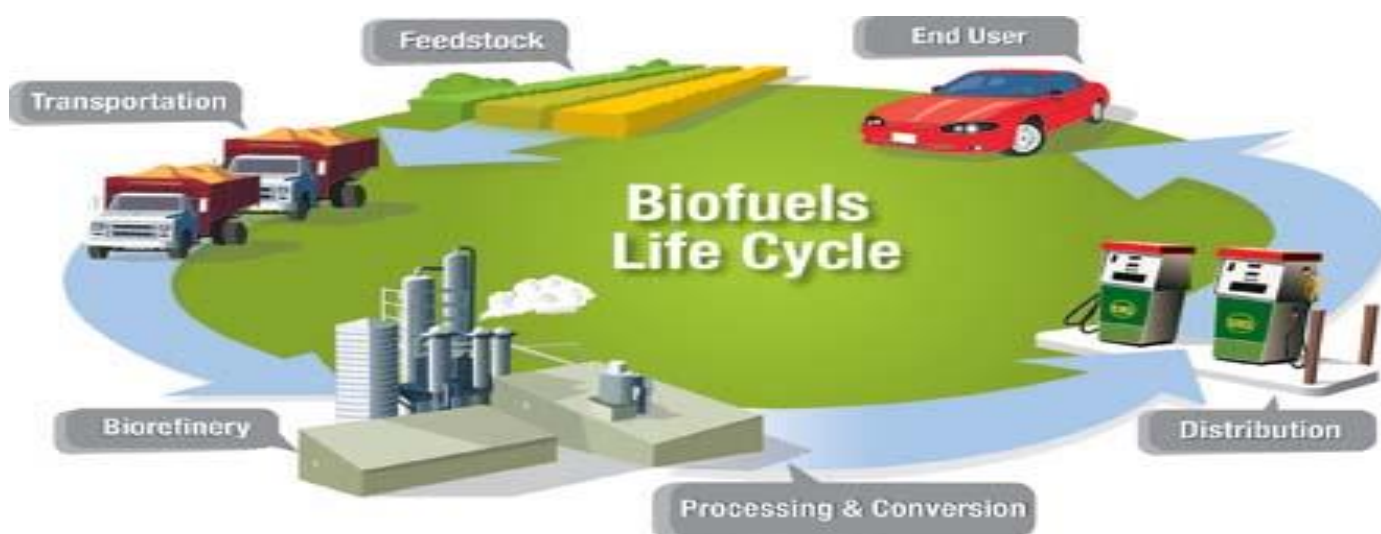 Feedstock
End User
Transportation
Biofuels
Life Cycle
Biorefinery
Distribution
Processing & Conversion